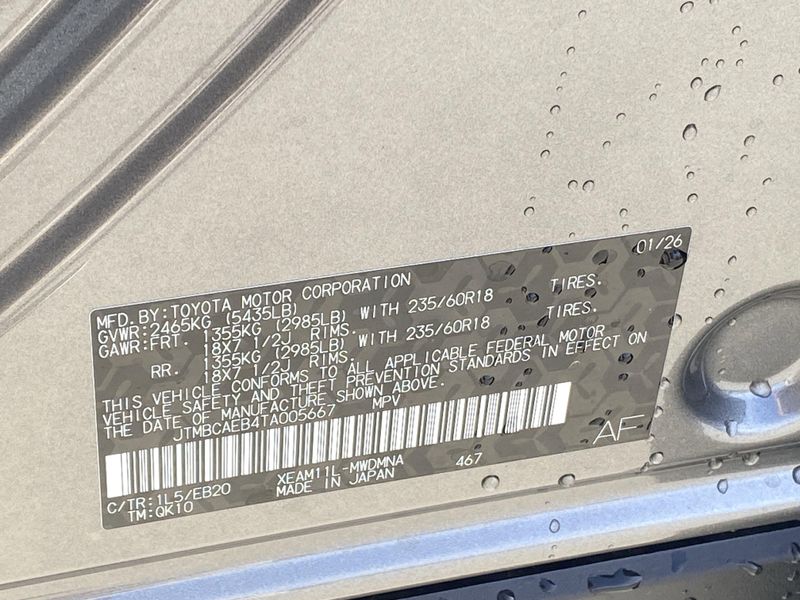 01/26
MFD. BY: TOYOTA MOTOR CORPORATION
GVWR: 2465KG (5435LB)
GAWR: FRT. 1355KG (2985LB) WITH 235/60R18 TIRES.
18X7 1/2J RIMS.
RR. 1355KG (2985LB) WITH 235/60R18 TIRES.
18X7 1/2J RIMS.
THIS VEHICLE CONFORMS TO ALL APPLICABLE FEDERAL MOTOR
VEHICLE SAFETY AND THEFT PREVENTION STANDARDS IN EFFECT ON
THE DATE OF MANUFACTURE SHOWN ABOVE.
JTMBCAEB4TA005667 MPV
AF
XEAM11L-MWDMNA 467
C/TR: 1L5/EB20 MADE IN JAPAN
TM: QK10